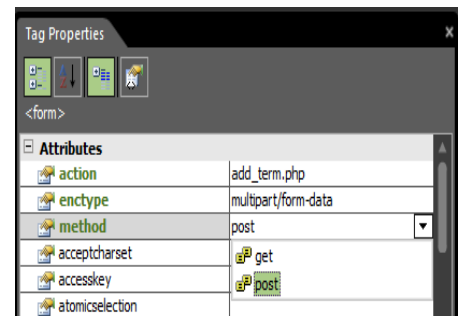 Tag Properties x
<form>
Attributes
action add_term.php
enctype multipart/form-data
method post
acceptcharset get
accesskey post
atomicselection